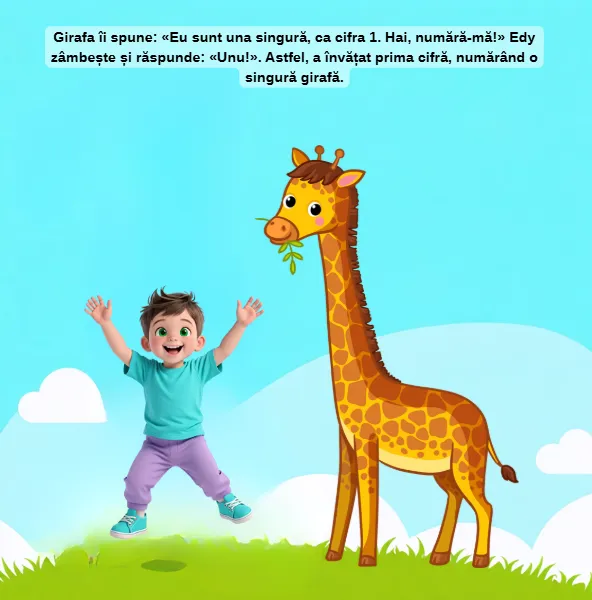 Girafa îi spune: «Eu sunt una singură, ca cifra 1. Hai, numără-mă!» Edy
zâmbește și răspunde: «Unu!». Astfel, a învățat prima cifră, numărând o
singură girafă.